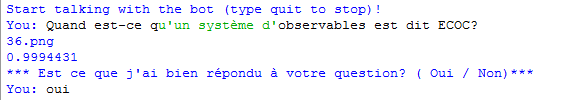 Start talking with the bot (type quit to stop)!
You: Quand est-ce qu'un système d'observables est dit ECOC?
36.png
0.9994431
*** Est ce que j'ai bien répondu à votre question? ( Oui / Non)***
You: oui